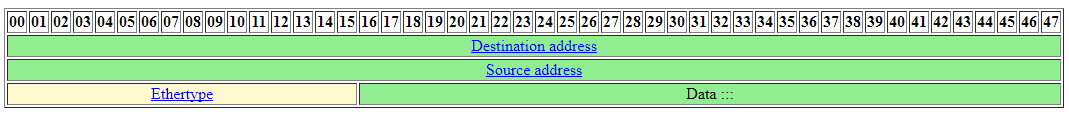 00 01 02 03 04 05 06 07 08 09 10 11 12 13 14 15 16 17 18 19 20 21 22 23 24 25 26 27 28 29 30 31 32 33 34 35 36 37 38 39 40 41 42 43 44 45 46 47
Destination address
Source address
Ethertype Data :::